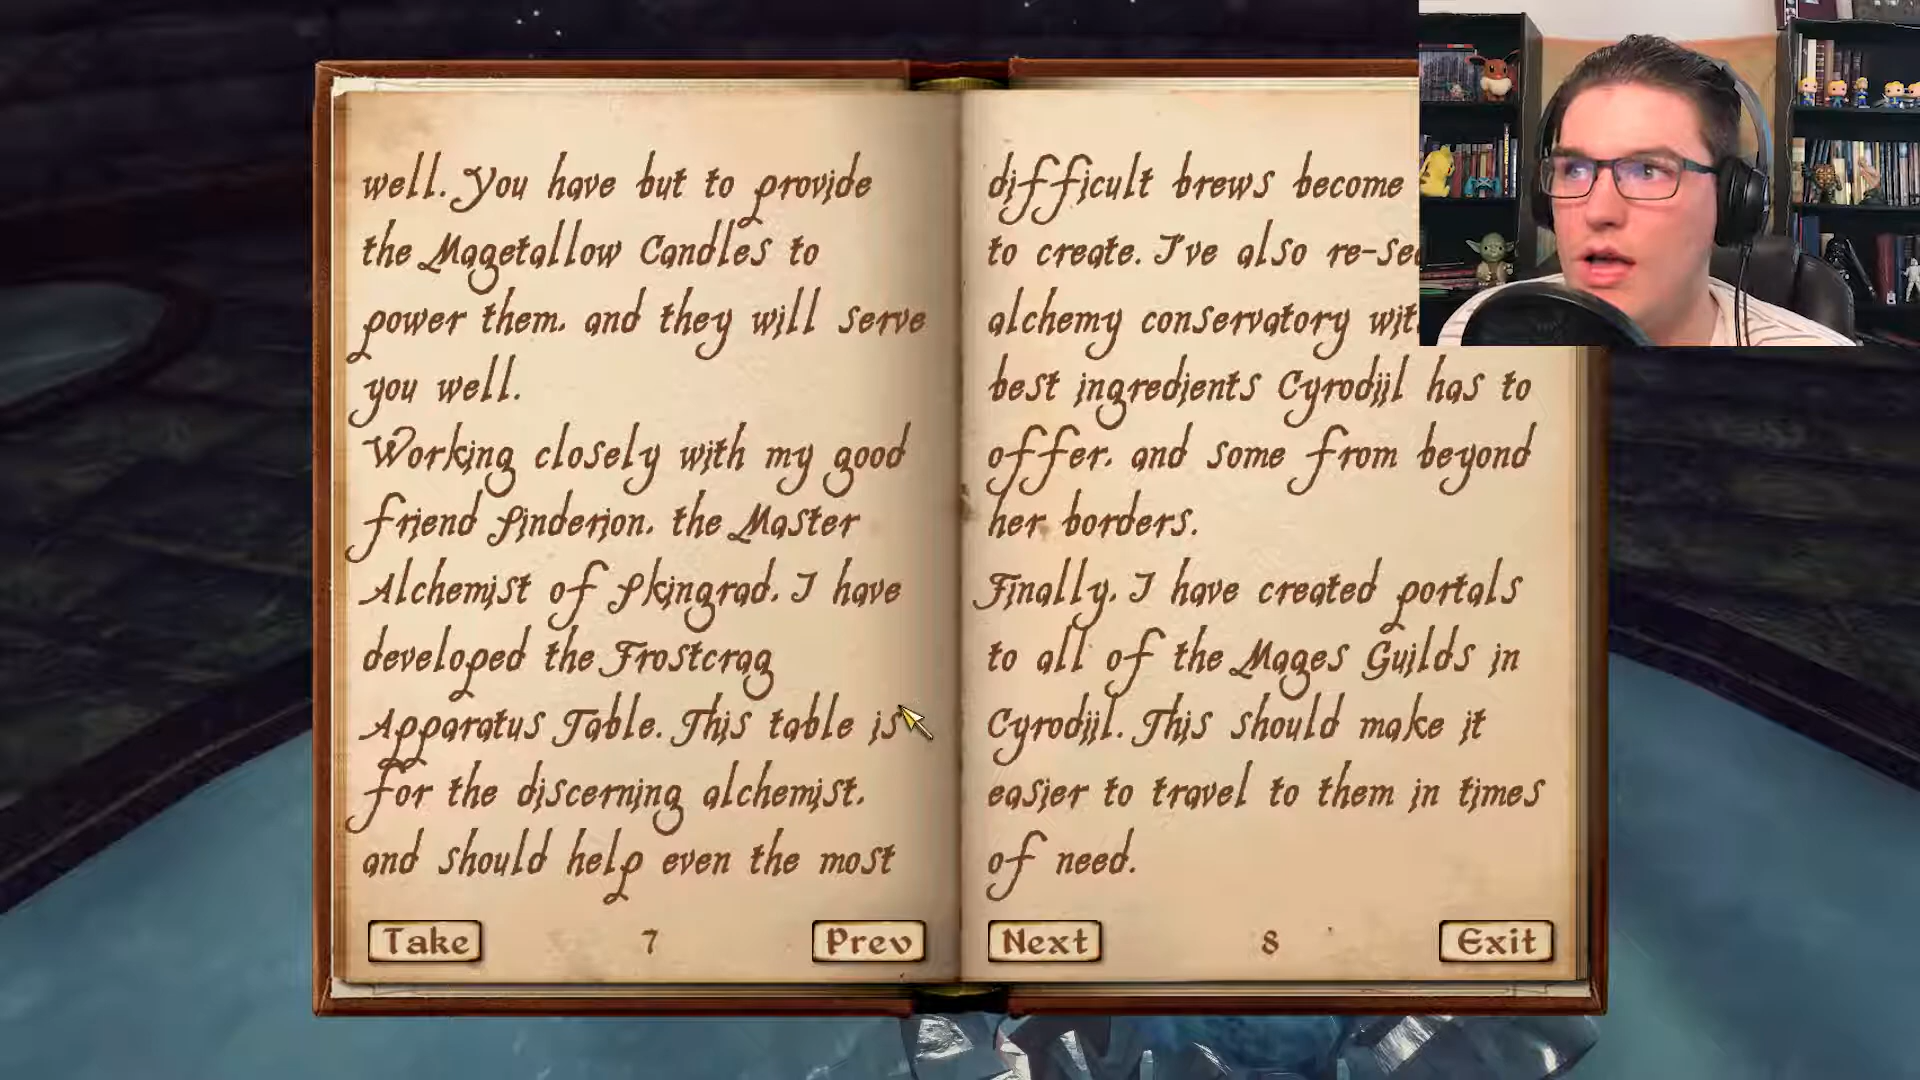 well. You have but to provide
the Magetallow Candles to
power them, and they will serve
you well.
Working closely with my good
friend Sinderion, the Master
Alchemist of Skingrad, I have
developed the Frostcrag
Apparatus Table. This table is
for the discerning alchemist,
and should help even the most
difficult brews become
to create. I've also
alchemy conservatory
best ingredients Cyrodiil has to
offer, and some from beyond
her borders.
Finally, I have created portals
to all of the Mages Guilds in
Cyrodiil. This should make it
easier to travel to them in times
of need.
Take
7
Prev
Next
8
Exit